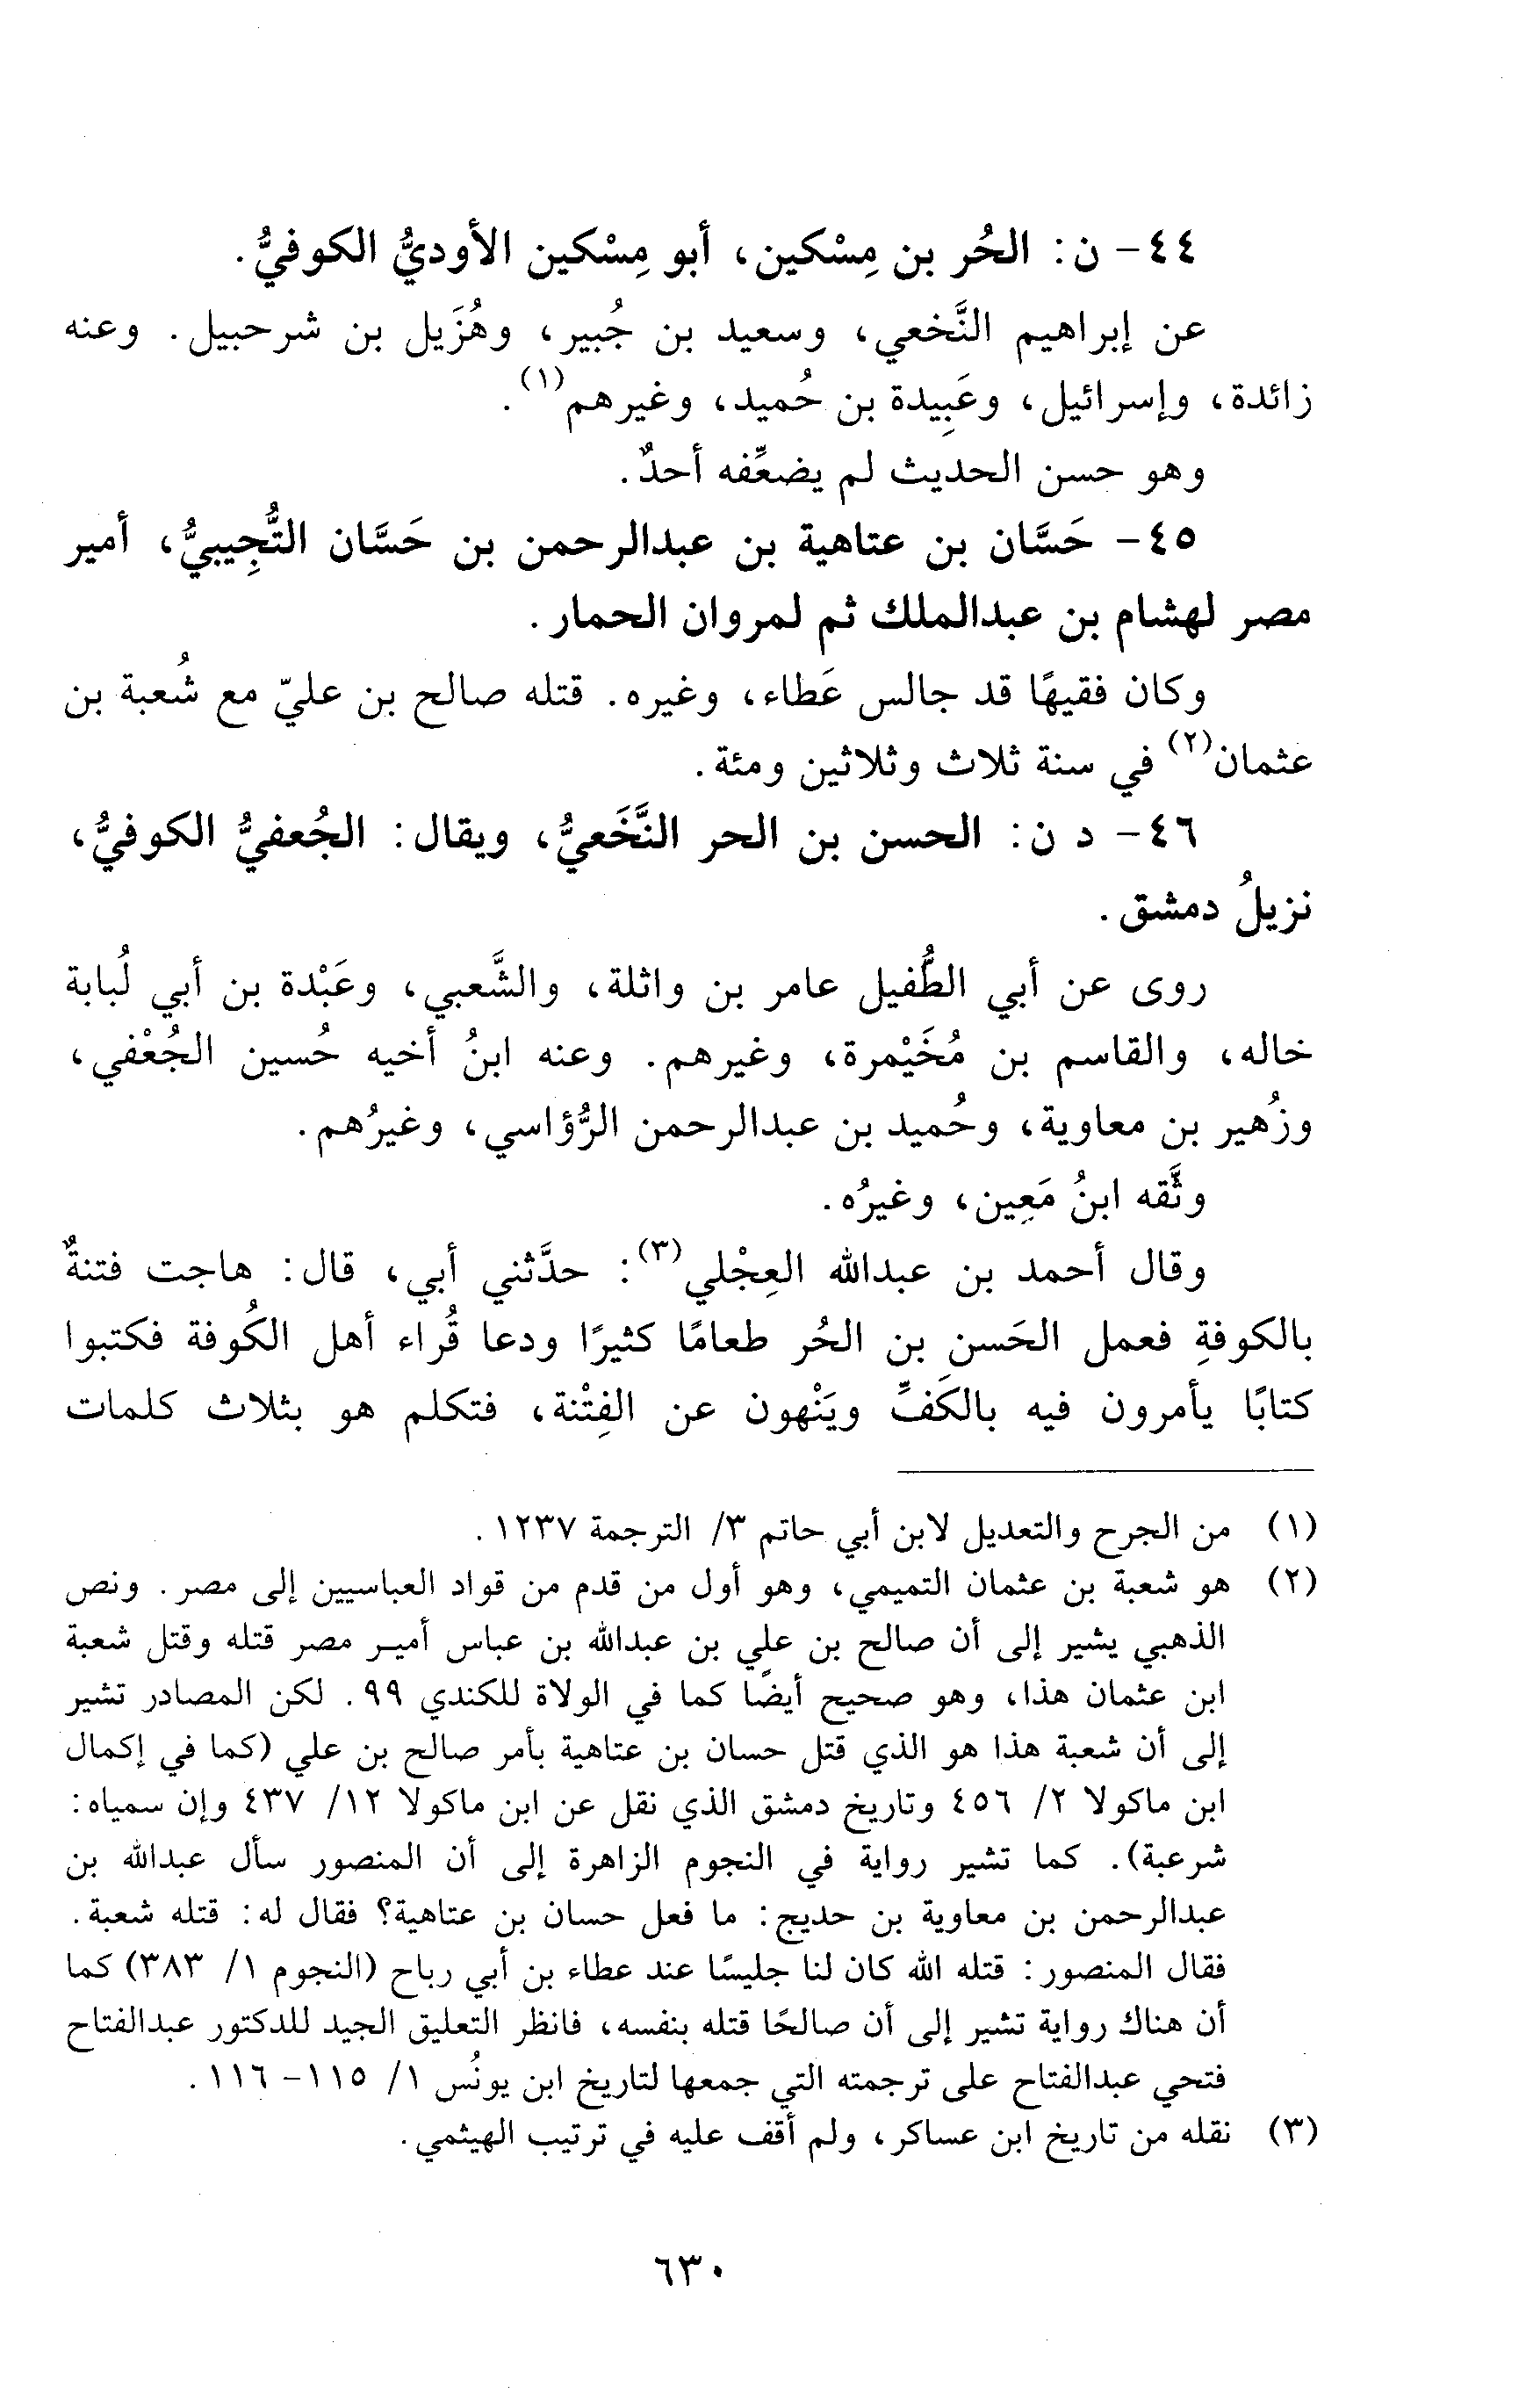 ٤٤- ن: الحُر بن مِسْكين، أبو مِسْكين الأوديُّ الكوفيُّ.
عن إبراهيم النَّخعي، وسعيد بن جُبير، وهُزَيل بن شرحبيل. وعنه
زائدة، وإسرائيل، وعَبِيدة بن حُميد، وغيرهم(١).
وهو حسن الحديث لم يضعِّفه أحدٌ.
٤٥- حَسَّان بن عتاهية بن عبدالرحمن بن حَسَّان التُّجِيبيُّ، أمير
مصر لهشام بن عبدالملك ثم لمروان الحمار.
وكان فقيهًا قد جالس عَطاء، وغيره. قتله صالح بن عليّ مع شُعبة بن
عثمان(٢) في سنة ثلاث وثلاثين ومئة.
٤٦- د ن: الحسن بن الحر النَّخَعيُّ، ويقال: الجُعفيُّ الكوفيُّ،
نزيلُ دمشق.
روى عن أبي الطُّفيل عامر بن واثلة، والشَّعبي، وعَبْدة بن أبي لُبابة
خاله، والقاسم بن مُخَيْمرة، وغيرهم. وعنه ابنُ أخيه حُسين الجُعْفي،
وزُهير بن معاوية، وحُميد بن عبدالرحمن الرُّؤاسي، وغيرُهم.
وثَّقه ابنُ مَعِين، وغيرُه.
وقال أحمد بن عبدالله العِجْلي(٣): حدَّثني أبي، قال: هاجت فتنةٌ
بالكوفةِ فعمل الحَسن بن الحُر طعامًا كثيرًا ودعا قُراء أهل الكُوفة فكتبوا
كتابًا يأمرون فيه بالكَفِّ ويَنْهون عن الفِتْنة، فتكلم هو بثلاث كلمات
(١) من الجرح والتعديل لابن أبي حاتم ٣/ الترجمة ١٢٣٧.
(٢) هو شعبة بن عثمان التميمي، وهو أول من قدم من قواد العباسيين إلى مصر. ونص
الذهبي يشير إلى أن صالح بن علي بن عبدالله بن عباس أمير مصر قتله وقتل شعبة
ابن عثمان هذا، وهو صحيح أيضًا كما في الولاة للكندي ٩٩. لكن المصادر تشير
إلى أن شعبة هذا هو الذي قتل حسان بن عتاهية بأمر صالح بن علي (كما في إكمال
ابن ماكولا ٢/ ٤٥٦ وتاريخ دمشق الذي نقل عن ابن ماكولا ١٢/ ٤٣٧ وإن سمياه:
شرعبة). كما تشير رواية في النجوم الزاهرة إلى أن المنصور سأل عبدالله بن
عبدالرحمن بن معاوية بن حديج: ما فعل حسان بن عتاهية؟ فقال له: قتله شعبة.
فقال المنصور: قتله الله كان لنا جليسًا عند عطاء بن أبي رباح (النجوم ١/ ٣٨٣) كما
أن هناك رواية تشير إلى أن صالحًا قتله بنفسه، فانظر التعليق الجيد للدكتور عبدالفتاح
فتحي عبدالفتاح على ترجمته التي جمعها لتاريخ ابن يونُس ١/ ١١٥- ١١٦.
(٣) نقله من تاريخ ابن عساكر، ولم أقف عليه في ترتيب الهيثمي.
٦٣٠